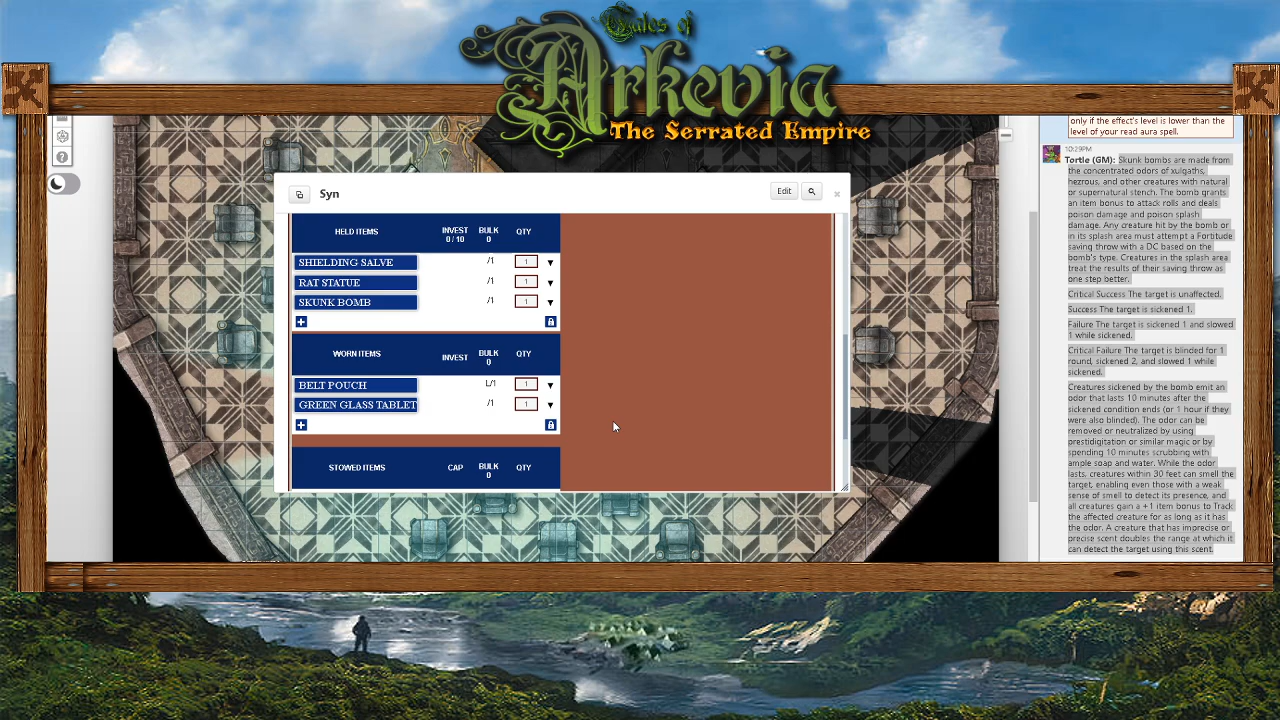 Tales of
Arkevia
The Serrated Empire
only if the effect's level is lower than the
level of your read aura spell.
10:29PM
Tortle (GM): Skunk bombs are made from
the concentrated odors of xulgaths,
hezrous, and other creatures with natural
or supernatural stench. The bomb grants
an item bonus to attack rolls and deals
poison damage and poison splash
damage. Any creature hit by the bomb or
in its splash area must attempt a Fortitude
saving throw with a DC based on the
bomb's type. Creatures in the splash area
treat the results of their saving throw as
one step better.
Critical Success The target is unaffected.
Success The target is sickened 1.
Failure The target is sickened 1 and slowed
1 while sickened.
Critical Failure The target is blinded for 1
round, sickened 2, and slowed 1 while
sickened.
Creatures sickened by the bomb emit an
odor that lasts 10 minutes after the
sickened condition ends (or 1 hour if they
were also blinded). The odor can be
removed or neutralized by using
prestidigitation or similar magic or by
spending 10 minutes scrubbing with
ample soap and water. While the odor
lasts, creatures within 30 feet can smell the
target, enabling even those with a weak
sense of smell to detect its presence, and
all creatures gain a +1 item bonus to Track
the affected creature for as long as it has
the odor. A creature that has imprecise or
precise scent doubles the range at which it
can detect the target using this scent.
Syn
Edit
HELD ITEMS INVEST 0 / 10 BULK 0 QTY
SHIELDING SALVE /1 1
RAT STATUE /1 1
SKUNK BOMB /1 1
WORN ITEMS INVEST BULK 0 QTY
BELT POUCH L/1 1
GREEN GLASS TABLET /1 1
STOWED ITEMS CAP BULK 0 QTY